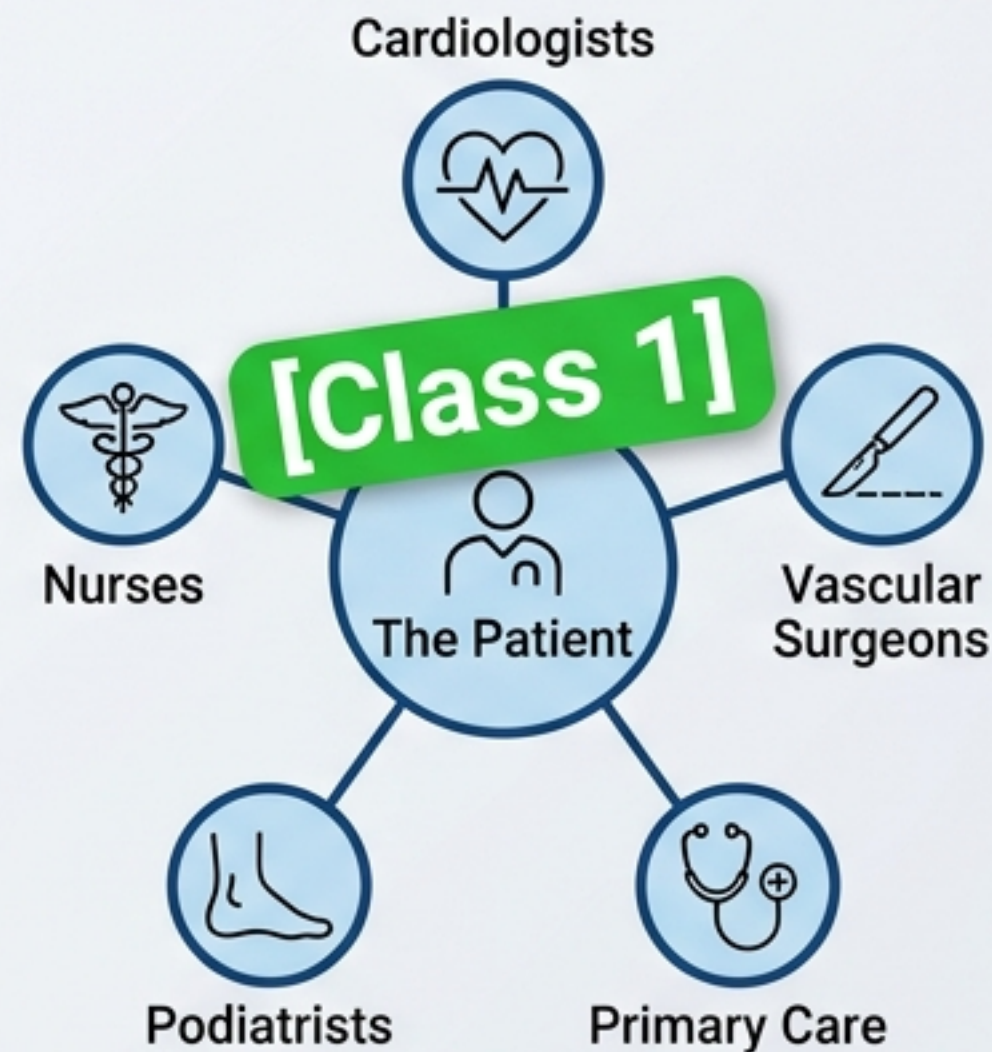 Cardiologists
[Class 1]
Nurses
Vascular
Surgeons
The Patient
Podiatrists
Primary Care